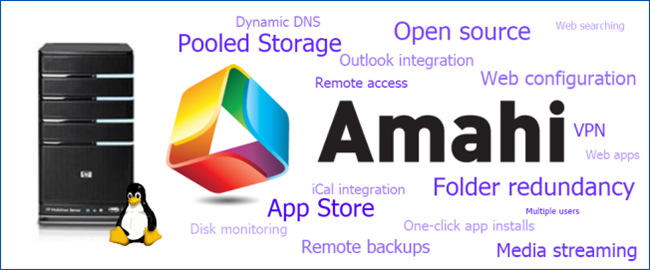 Dynamic DNS
Open source
Web searching
Pooled Storage
Outlook integration
Remote access
Web configuration
Amahi
VPN
Web apps
iCal integration
Folder redundancy
App Store
Multiple users
Disk monitoring
One-click app installs
Remote backups
Media streaming
hp